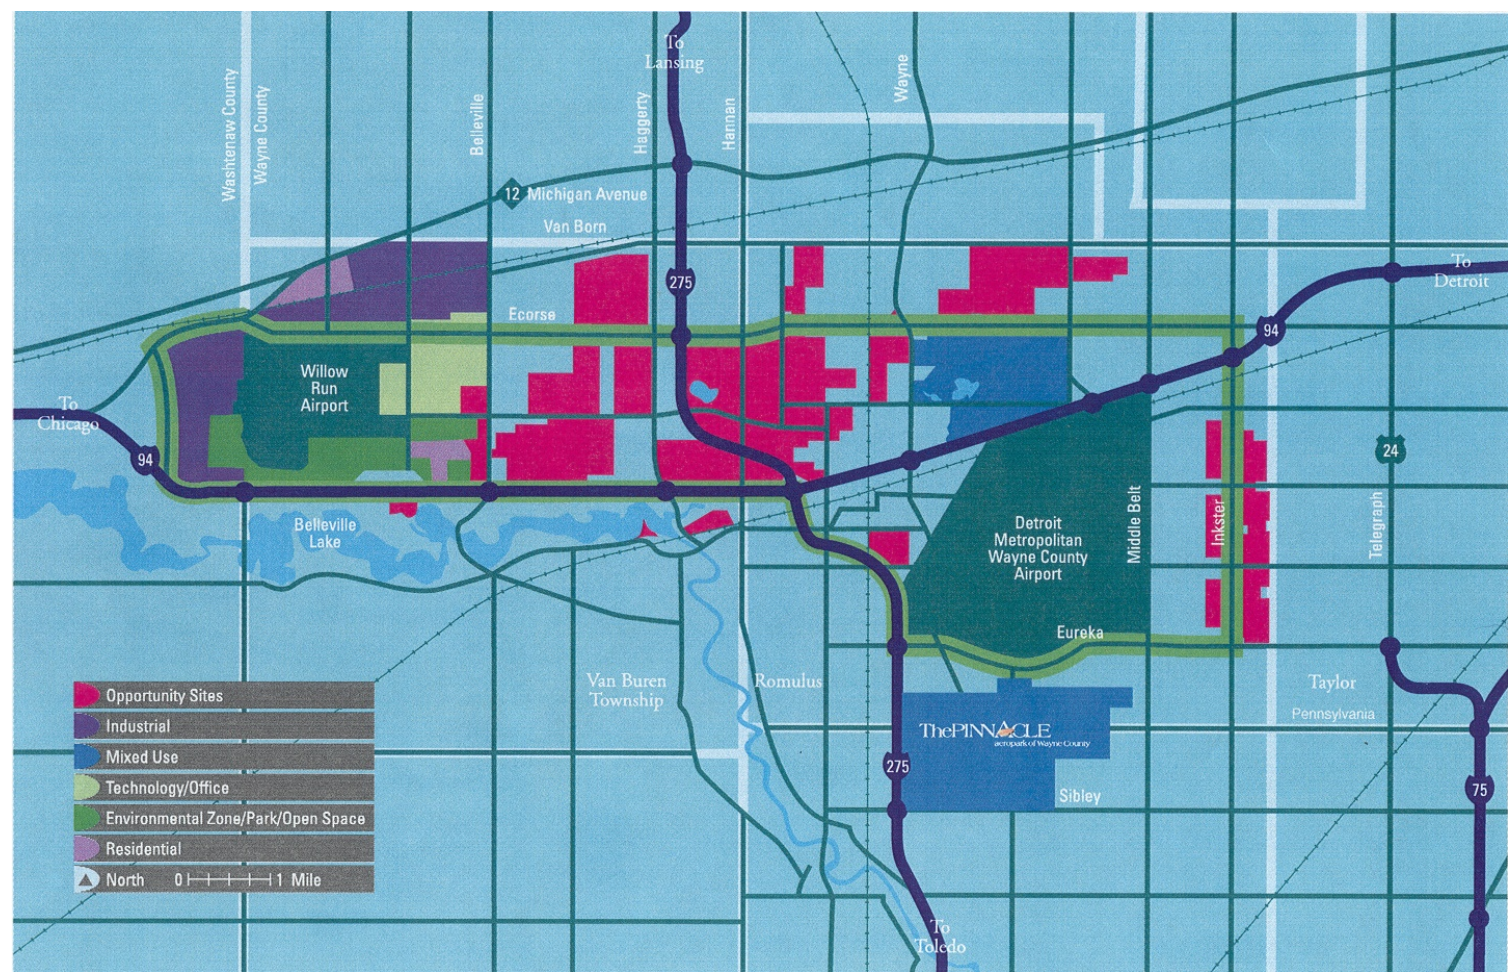 To
Lansing
Washtenaw County
Wayne County
Belleville
Haggerty
Hannan
Wayne
12 Michigan Avenue
Van Born
275
To
Detroit
Ecorse
94
Willow
Run
Airport
To
Chicago
94
24
Belleville
Lake
Detroit
Metropolitan
Wayne County
Airport
Middle Belt
Inkster
Telegraph
Eureka
Van Buren
Township
Romulus
Taylor
Pennsylvania
ThePINNACLE
aeropark of Wayne County
275
Sibley
75
Opportunity Sites
Industrial
Mixed Use
Technology/Office
Environmental Zone/Park/Open Space
Residential
North 0 1 Mile
To
Toledo